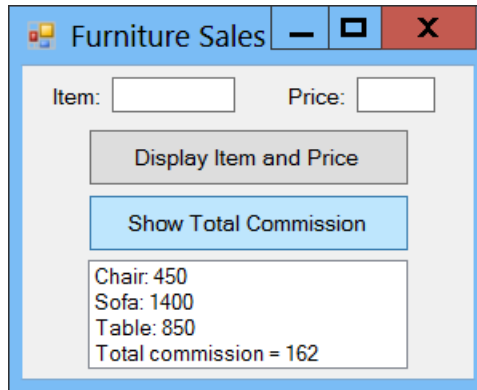 Furniture Sales
Item: Price:
Display Item and Price
Show Total Commission
Chair: 450
Sofa: 1400
Table: 850
Total commission = 162